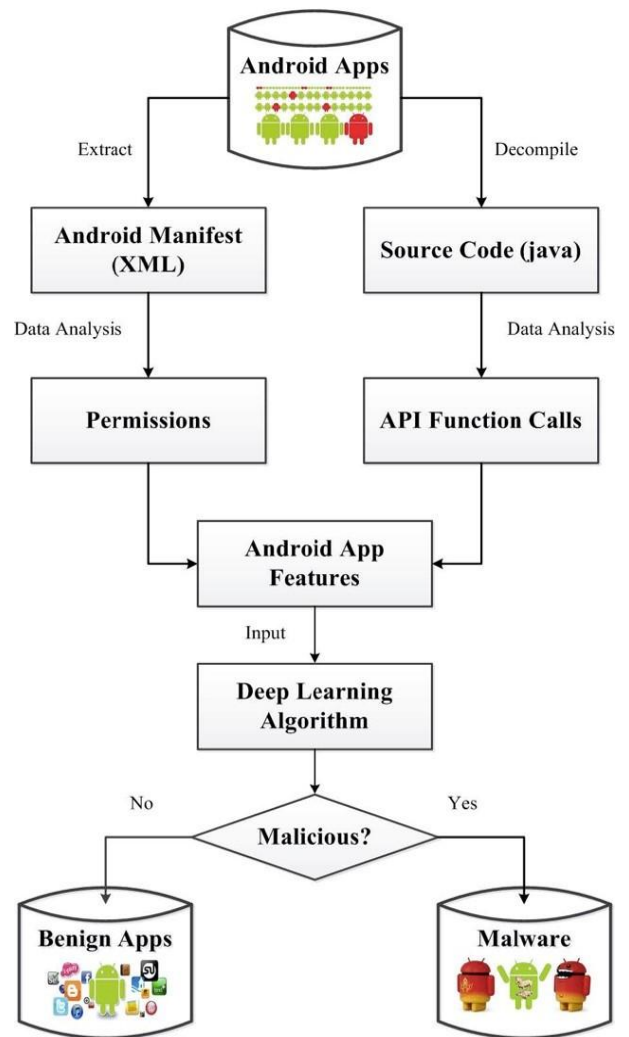 Android Apps
Extract
Decompile
Android Manifest
(XML)
Source Code (java)
Data Analysis
Data Analysis
Permissions
API Function Calls
Android App
Features
Input
Deep Learning
Algorithm
No
Yes
Malicious?
Benign Apps
Malware